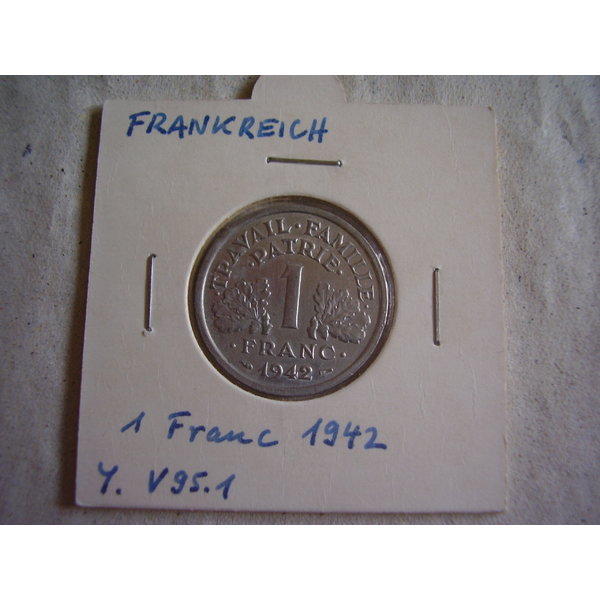 FRANKREICH
TRAVAIL·FAMILLE
·PATRIE·
1
·FRANC·
1942
1 Franc 1942
Y. V95.1